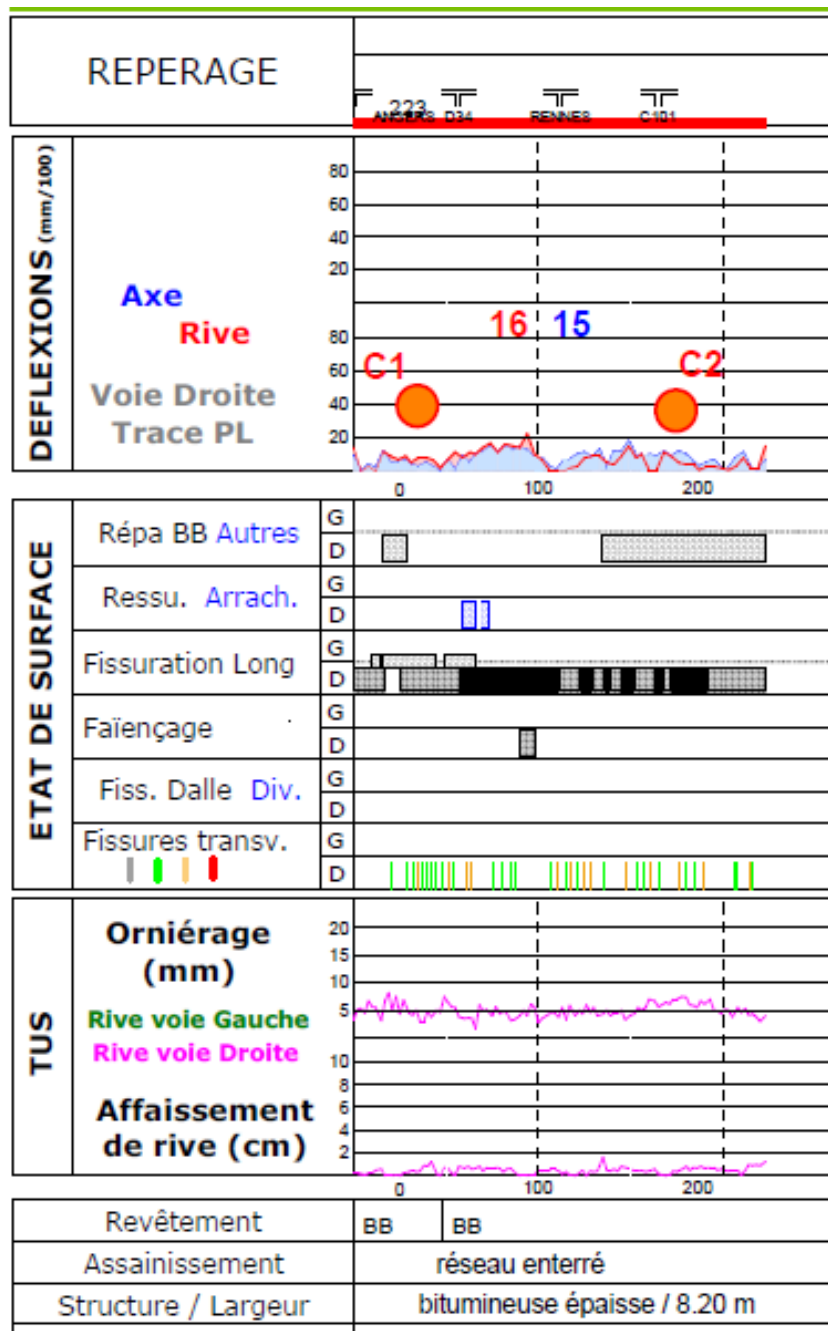 REPERAGE
223
ANGERS D34 RENNES C101
DEFLEXIONS (mm/100)
80
60
40
20
Axe
Rive
Voie Droite
Trace PL
16 15
80
C1 C2
60
40
20
0 100 200
ETAT DE SURFACE
Répa BB Autres G
D
Ressu. Arrach. G
D
Fissuration Long G
D
Faïençage . G
D
Fiss. Dalle Div. G
D
Fissures transv. G
D
TUS
Orniérage
(mm)
20
15
10
5
Rive voie Gauche
Rive voie Droite
Affaissement
de rive (cm)
10
8
6
4
2
0 100 200
Revêtement BB BB
Assainissement réseau enterré
Structure / Largeur bitumineuse épaisse / 8.20 m